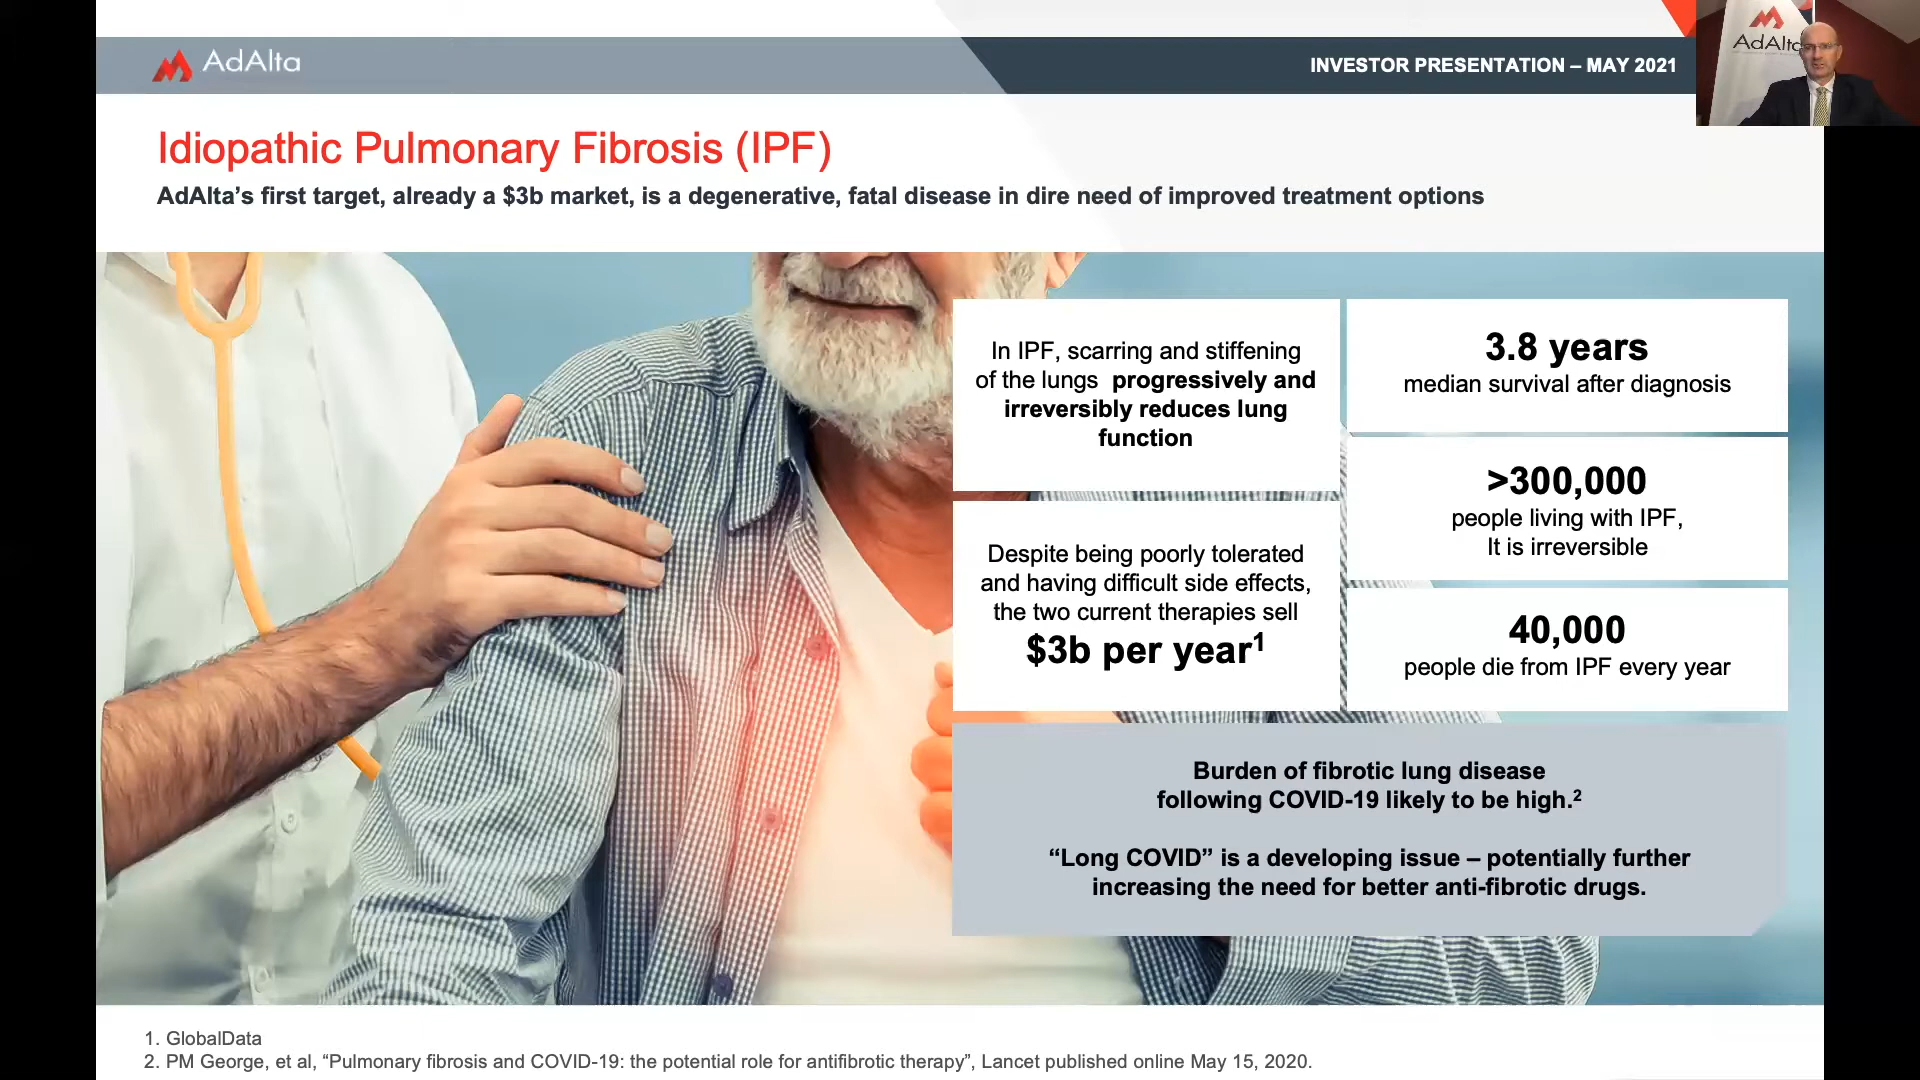 AdAlta
INVESTOR PRESENTATION – MAY 2021
AdAlta
Idiopathic Pulmonary Fibrosis (IPF)
AdAlta’s first target, already a $3b market, is a degenerative, fatal disease in dire need of improved treatment options
In IPF, scarring and stiffening
of the lungs progressively and
irreversibly reduces lung
function
Despite being poorly tolerated
and having difficult side effects,
the two current therapies sell
$3b per year¹
3.8 years
median survival after diagnosis
>300,000
people living with IPF,
It is irreversible
40,000
people die from IPF every year
Burden of fibrotic lung disease
following COVID-19 likely to be high.²
“Long COVID” is a developing issue – potentially further
increasing the need for better anti-fibrotic drugs.
1. GlobalData
2. PM George, et al, “Pulmonary fibrosis and COVID-19: the potential role for antifibrotic therapy”, Lancet published online May 15, 2020.